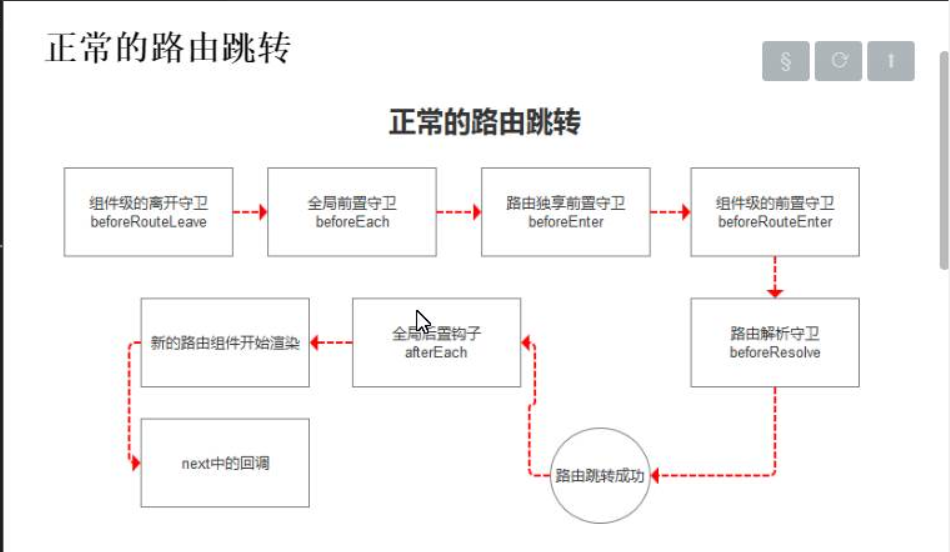 正常的路由跳转
§
正常的路由跳转
组件级的离开守卫
beforeRouteLeave
全局前置守卫
beforeEach
路由独享前置守卫
beforeEnter
组件级的前置守卫
beforeRouteEnter
新的路由组件开始渲染
全局后置钩子
afterEach
路由解析守卫
beforeResolve
next中的回调
路由跳转成功